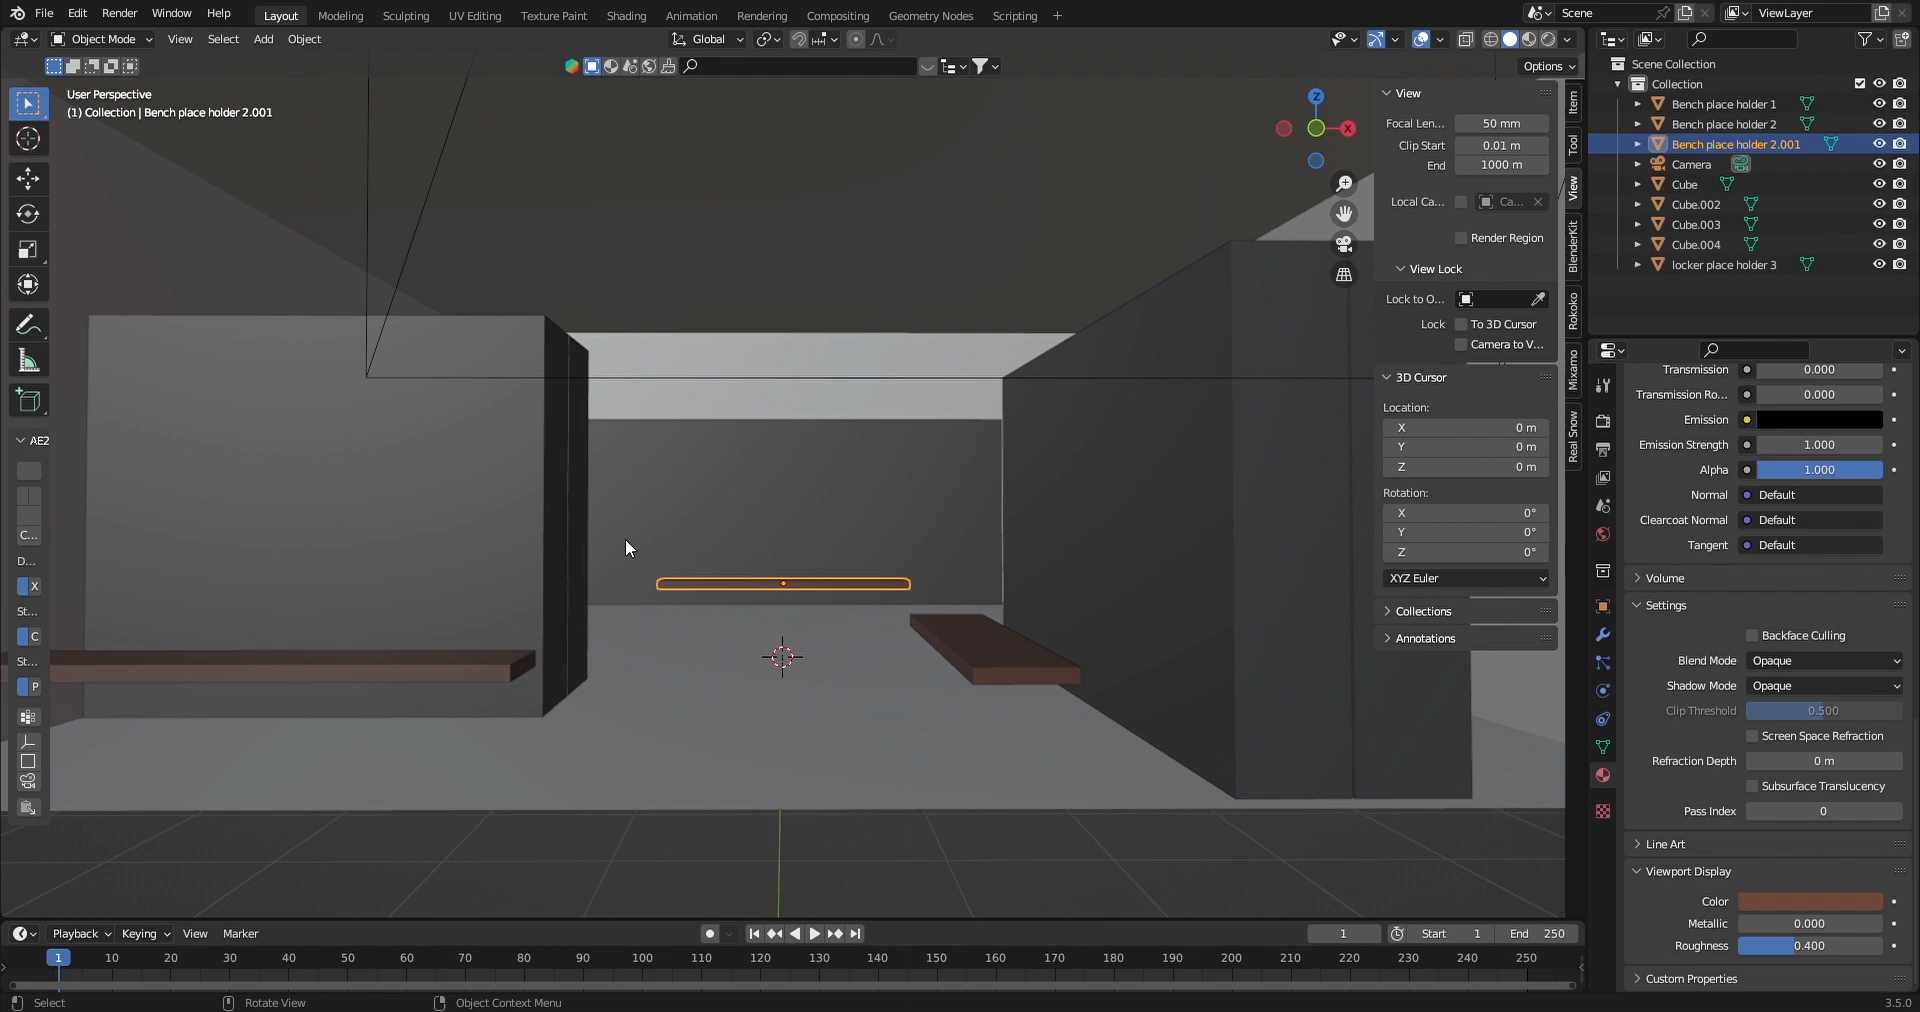 File Edit Render Window Help Layout Modeling Sculpting UV Editing Texture Paint Shading Animation Rendering Compositing Geometry Nodes Scripting + Scene ViewLayer
Object Mode View Select Add Object Global
Options
User Perspective
(1) Collection | Bench place holder 2.001
Z
X
AE2
C...
D...
X
St...
C
St...
P
View
Focal Len... 50 mm
Clip Start 0.01 m
End 1000 m
Local Ca... Ca...
Render Region
View Lock
Lock to O...
Lock To 3D Cursor
Camera to V...
3D Cursor
Location:
X 0 m
Y 0 m
Z 0 m
Rotation:
X 0°
Y 0°
Z 0°
XYZ Euler
Collections
Annotations
Item
Tool
View
BlenderKit
Rokoko
Mixamo
Real Snow
Scene Collection
Collection
Bench place holder 1
Bench place holder 2
Bench place holder 2.001
Camera
Cube
Cube.002
Cube.003
Cube.004
locker place holder 3
Transmission 0.000
Transmission Ro... 0.000
Emission
Emission Strength 1.000
Alpha 1.000
Normal Default
Clearcoat Normal Default
Tangent Default
Volume
Settings
Backface Culling
Blend Mode Opaque
Shadow Mode Opaque
Clip Threshold 0.500
Screen Space Refraction
Refraction Depth 0 m
Subsurface Translucency
Pass Index 0
Line Art
Viewport Display
Color
Metallic 0.000
Roughness 0.400
Custom Properties
Playback Keying View Marker 1 Start 1 End 250
1 10 20 30 40 50 60 70 80 90 100 110 120 130 140 150 160 170 180 190 200 210 220 230 240 250
Select Rotate View Object Context Menu 3.5.0